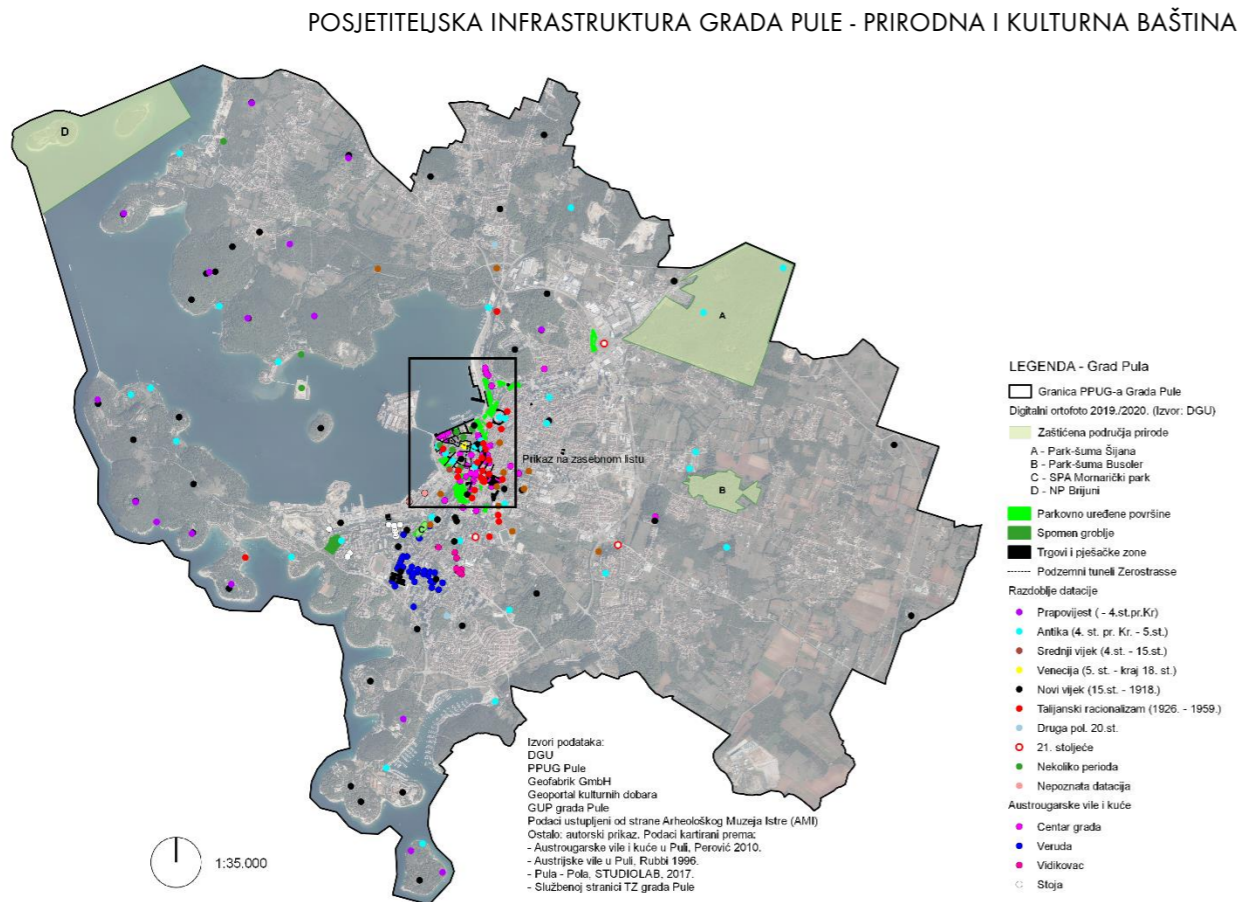 POSJETITELJSKA INFRASTRUKTURA GRADA PULE - PRIRODNA I KULTURNA BAŠTINA
D
A
Prikaz na zasebnom listu
B
LEGENDA - Grad Pula
Granica PPUG-a Grada Pule
Digitalni ortofoto 2019./2020. (Izvor: DGU)
Zaštićena područja prirode
A - Park-šuma Šijana
B - Park-šuma Busoler
C - SPA Mornarički park
D - NP Brijuni
Parkovno uređene površine
Spomen groblje
Trgovi i pješačke zone
Podzemni tuneli Zerostrasse
Razdoblje datacije
Prapovijest ( - 4.st.pr.Kr)
Antika (4. st. pr. Kr. - 5.st.)
Srednji vijek (4.st. - 15.st.)
Venecija (5. st. - kraj 18. st.)
Novi vijek (15.st. - 1918.)
Talijanski racionalizam (1926. - 1959.)
Druga pol. 20.st.
21. stoljeće
Nekoliko perioda
Nepoznata datacija
Austrougarske vile i kuće
Centar grada
Veruda
Vidikovac
Stoja
Izvori podataka:
DGU
PPUG Pule
Geofabrik GmbH
Geoportal kulturnih dobara
GUP grada Pule
Podaci ustupljeni od strane Arheološkog Muzeja Istre (AMI)
Ostalo: autorski prikaz. Podaci kartirani prema:
- Austrougarske vile i kuće u Puli, Perović 2010.
- Austrijske vile u Puli, Rubbi 1996.
- Pula - Pola, STUDIOLAB, 2017.
- Službenoj stranici TZ grada Pule
1:35.000